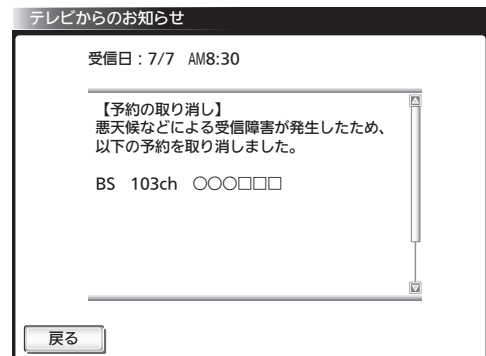 テレビからのお知らせ
受信日：7/7　AM8:30
【予約の取り消し】
悪天候などによる受信障害が発生したため、
以下の予約を取り消しました。
BS　103ch　○○○□□□
戻る